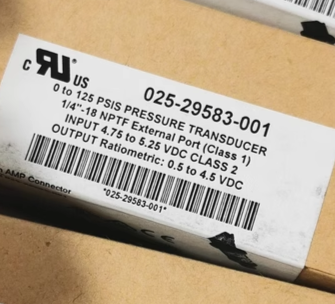 c RU US
025-29583-001
0 to 125 PSIS PRESSURE TRANSDUCER
1/4"-18 NPTF External Port (Class 1)
INPUT 4.75 to 5.25 VDC CLASS 2
OUTPUT Ratiometric: 0.5 to 4.5 VDC
*025-29583-001*
AMP Connector
CE